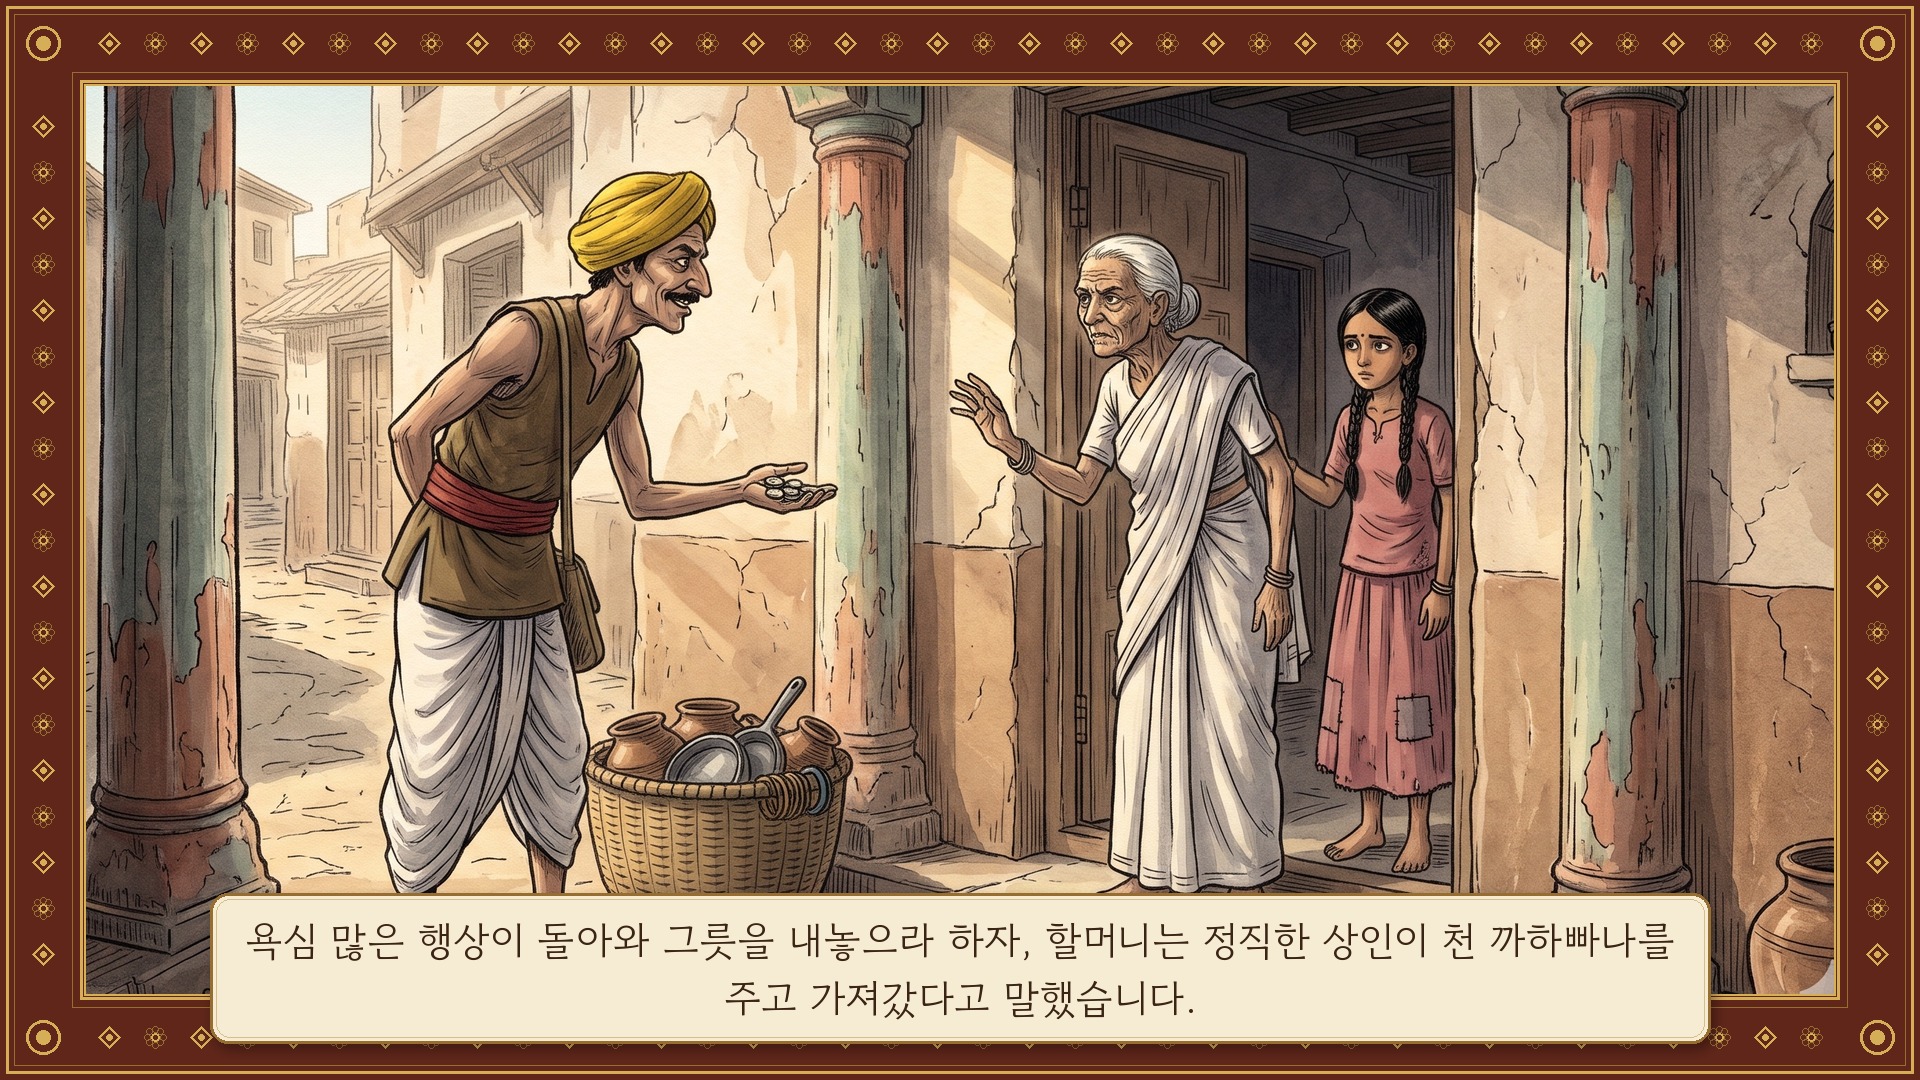 욕심 많은 행상이 돌아와 그릇을 내놓으라 하자, 할머니는 정직한 상인이 천 까하빠나를
주고 가져갔다고 말했습니다.